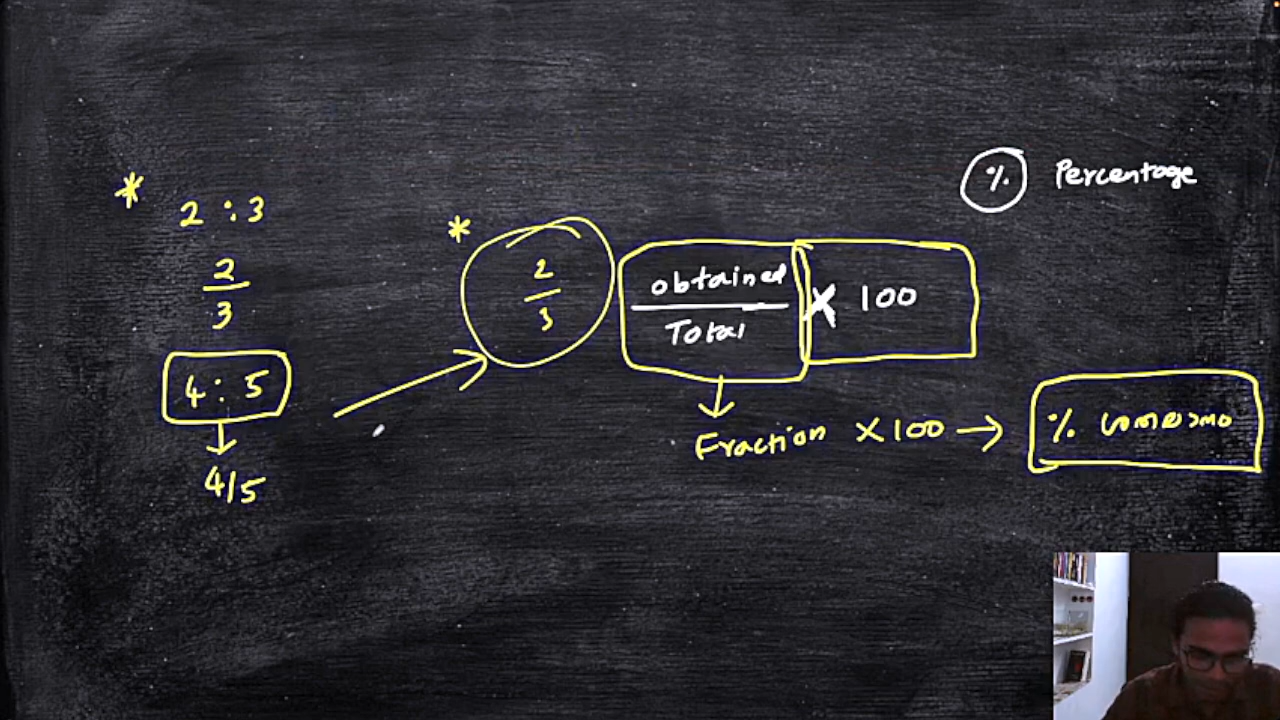 % Percentage
*
2 : 3
2
3
4 : 5
4/5
*
2
3
obtained
Total
X 100
Fraction X 100 →
%